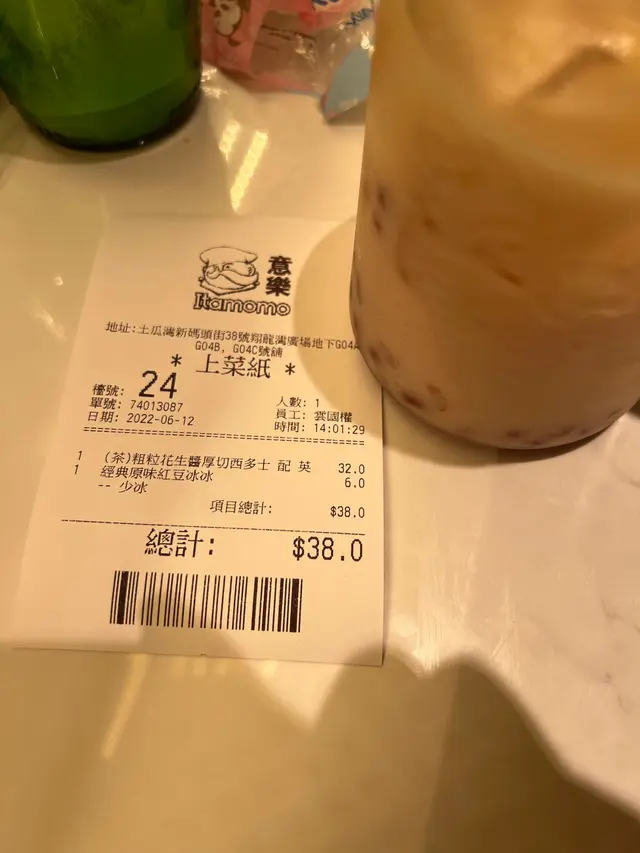 意樂
Itamomo
地址:土瓜灣新碼頭街38號翔龍灣廣場地下G04A
G04B, G04C號舖
* 上菜紙 *
檯號: 24
人數: 1
單號: 74013087
員工: 雲國權
日期: 2022-06-12
時間: 14:01:29
1 (茶)粗粒花生醬厚切西多士 配 英 32.0
1 經典原味紅豆冰冰 6.0
-- 少冰
項目總計: $38.0
總計: $38.0